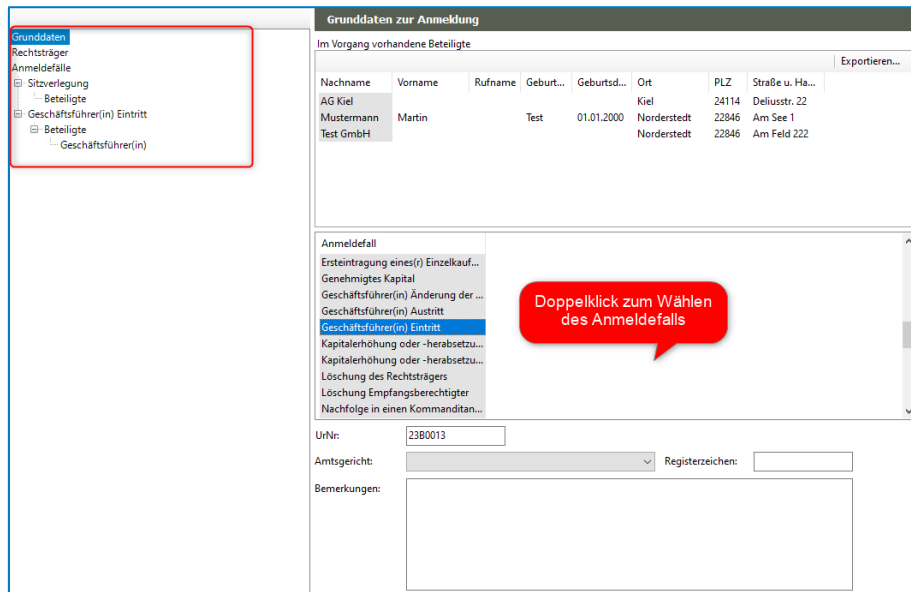 Grunddaten
Rechtsträger
Anmeldefälle
Sitzverlegung
Beteiligte
Geschäftsführer(in) Eintritt
Beteiligte
Geschäftsführer(in)
Grunddaten zur Anmeldung
Im Vorgang vorhandene Beteiligte
Exportieren...
Nachname Vorname Rufname Geburt... Geburtsd... Ort PLZ Straße u. Ha...
AG Kiel Kiel 24114 Deliusstr. 22
Mustermann Martin Test 01.01.2000 Norderstedt 22846 Am See 1
Test GmbH Norderstedt 22846 Am Feld 222
Anmeldefall
Ersteintragung eines(r) Einzelkauf...
Genehmigtes Kapital
Geschäftsführer(in) Änderung der ...
Geschäftsführer(in) Austritt
Geschäftsführer(in) Eintritt
Kapitalerhöhung oder -herabsetzu...
Kapitalerhöhung oder -herabsetzu...
Löschung des Rechtsträgers
Löschung Empfangsberechtigter
Nachfolge in einen Kommanditan...
Doppelklick zum Wählen
des Anmeldefalls
UrNr: 23B0013
Amtsgericht: Registerzeichen:
Bemerkungen: